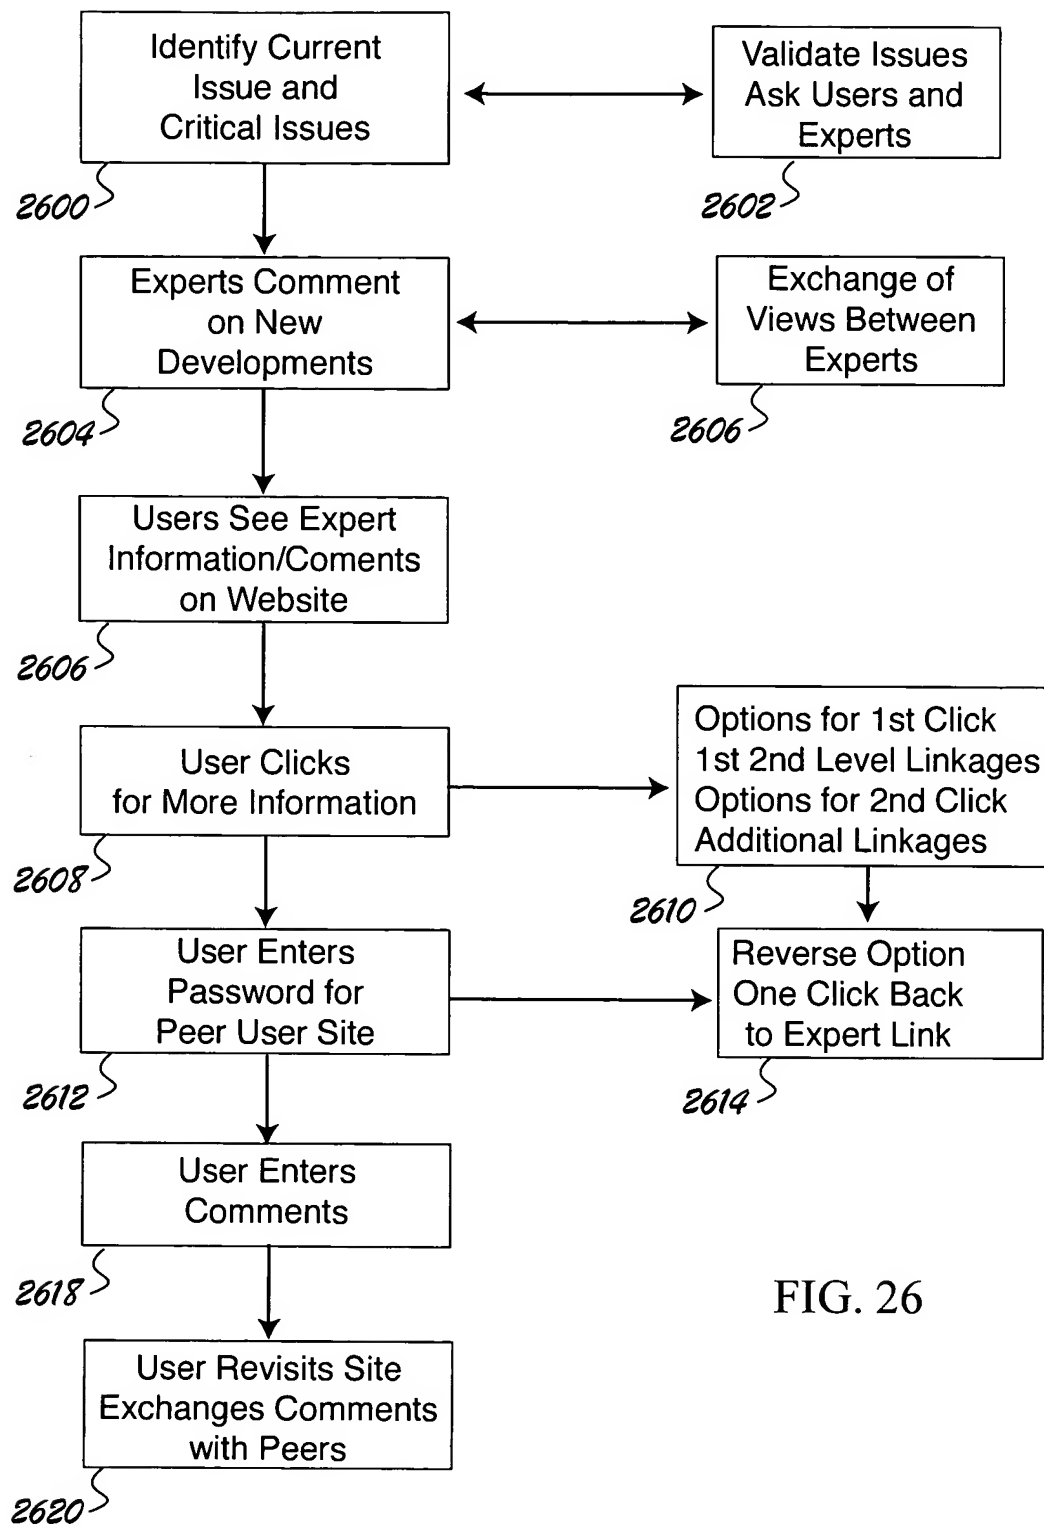 Identify Current
Issue and
Critical Issues
2600
Validate Issues
Ask Users and
Experts
2602
Experts Comment
on New
Developments
2604
Exchange of
Views Between
Experts
2606
Users See Expert
Information/Coments
on Website
2606
User Clicks
for More Information
2608
Options for 1st Click
1st 2nd Level Linkages
Options for 2nd Click
Additional Linkages
2610
User Enters
Password for
Peer User Site
2612
Reverse Option
One Click Back
to Expert Link
2614
User Enters
Comments
2618
User Revisits Site
Exchanges Comments
with Peers
2620
FIG. 26